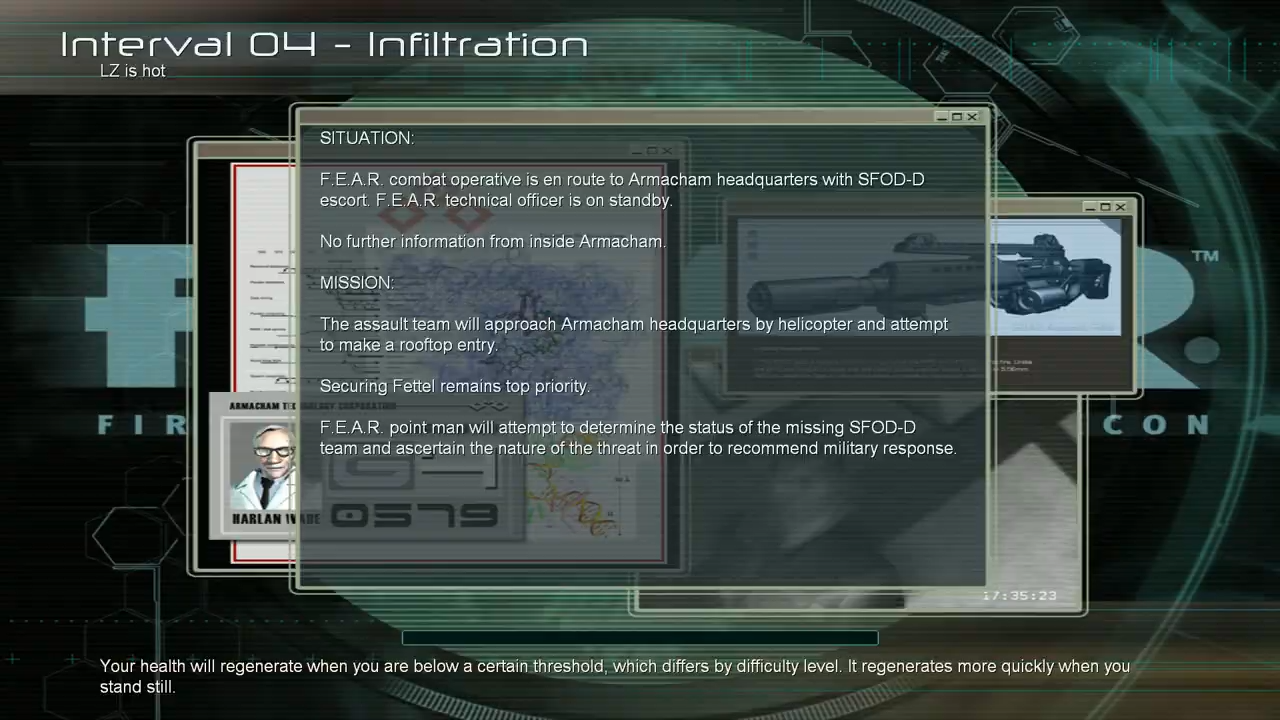 Interval 04 - Infiltration
LZ is hot
SITUATION:
F.E.A.R. combat operative is en route to Armacham headquarters with SFOD-D
escort. F.E.A.R. technical officer is on standby.
No further information from inside Armacham.
MISSION:
The assault team will approach Armacham headquarters by helicopter and attempt
to make a rooftop entry.
Securing Fettel remains top priority.
F.E.A.R. point man will attempt to determine the status of the missing SFOD-D
team and ascertain the nature of the threat in order to recommend military response.
TM
FIR
CON
ARMACHAM TECHNOLOGY CORPORATION
HARLAN WADE
0579
17:35:23
Your health will regenerate when you are below a certain threshold, which differs by difficulty level. It regenerates more quickly when you
stand still.